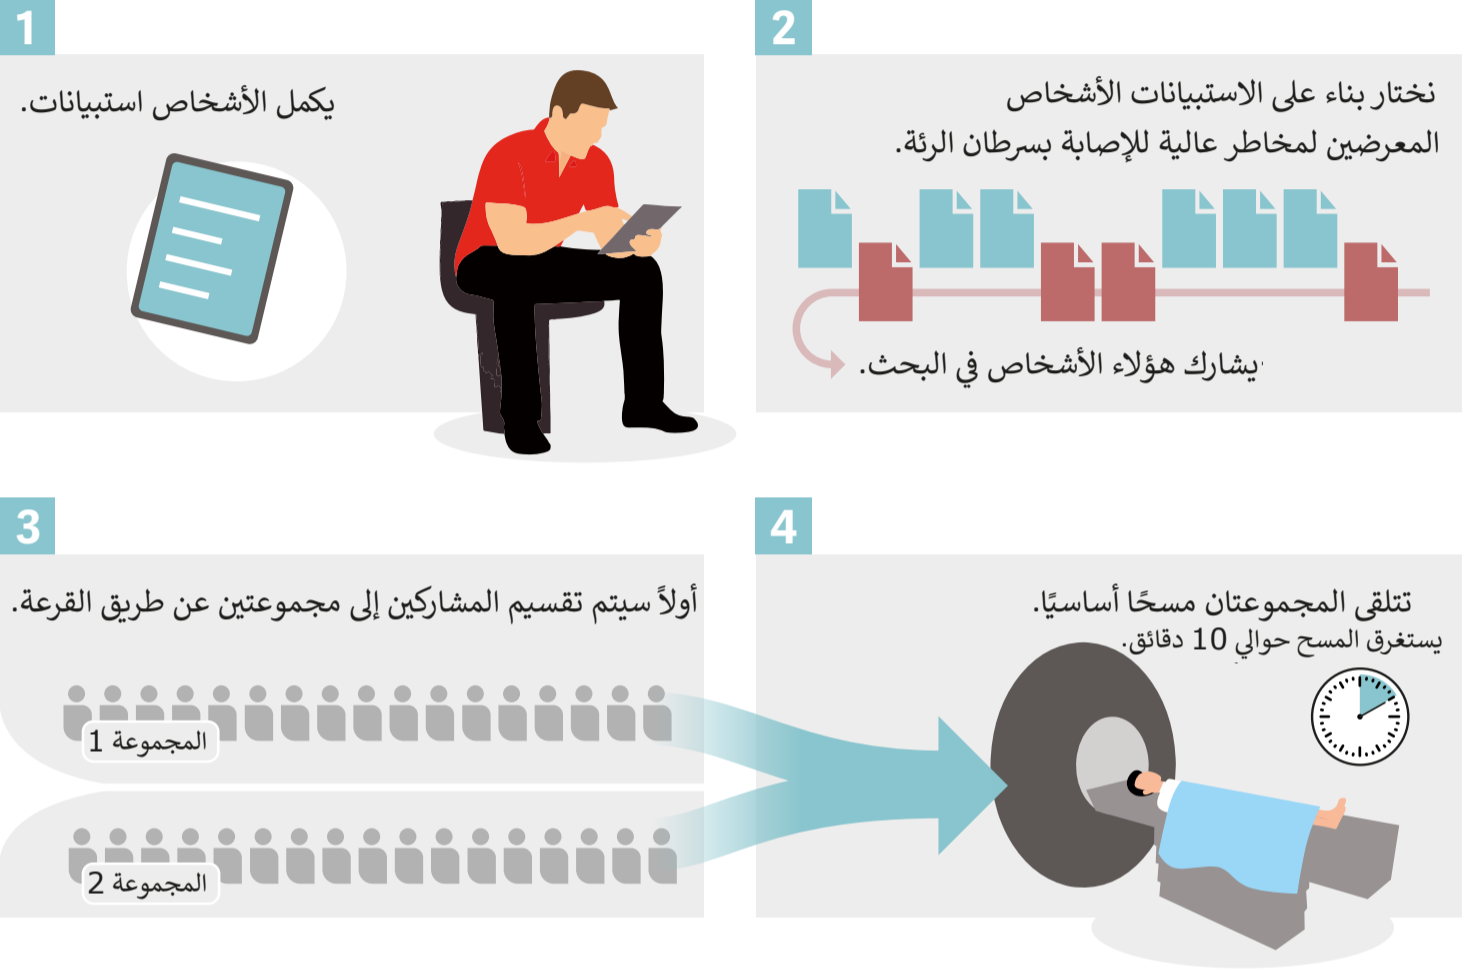 1
يكمل الأشخاص استبيانات.
2
نختار بناء على الاستبيانات الأشخاص
المعرضين لمخاطر عالية للإصابة بسرطان الرئة.
يشارك هؤلاء الأشخاص في البحث.
3
أولاً سيتم تقسيم المشاركين إلى مجموعتين عن طريق القرعة.
المجموعة 1
المجموعة 2
4
تتلقى المجموعتان مسحًا أساسيًا.
يستغرق المسح حوالي 10 دقائق.